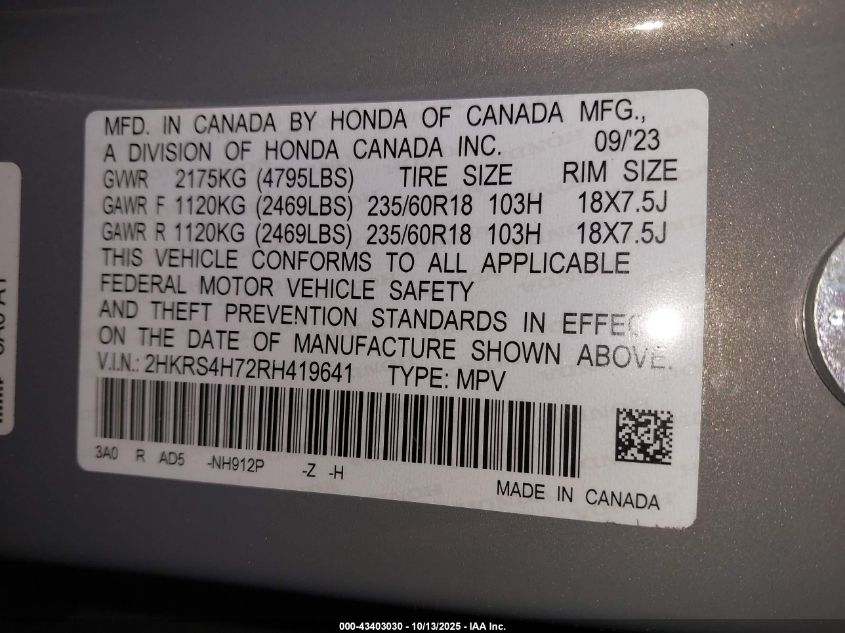 MFD. IN CANADA BY HONDA OF CANADA MFG.,
A DIVISION OF HONDA CANADA INC. 09/'23
GVWR 2175KG (4795LBS) TIRE SIZE RIM SIZE
GAWR F 1120KG (2469LBS) 235/60R18 103H 18X7.5J
GAWR R 1120KG (2469LBS) 235/60R18 103H 18X7.5J
THIS VEHICLE CONFORMS TO ALL APPLICABLE
FEDERAL MOTOR VEHICLE SAFETY
AND THEFT PREVENTION STANDARDS IN EFFECT
ON THE DATE OF MANUFACTURE SHOWN ABOVE.
V.I.N.: 2HKRS4H72RH419641 TYPE: MPV
3A0 R AD5 -NH912P -Z -H
MADE IN CANADA
000-43403030 - 10/13/2025 - IAA Inc.